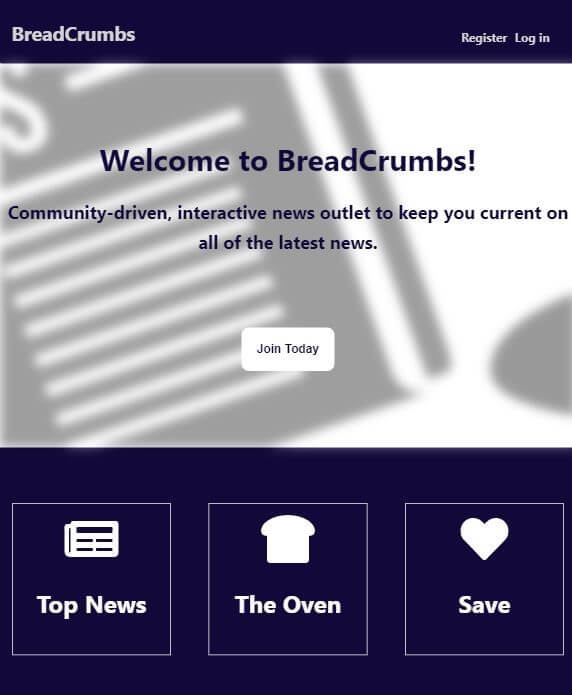 BreadCrumbs
Register Log in
Welcome to BreadCrumbs!
Community-driven, interactive news outlet to keep you current on
all of the latest news.
Join Today
Top News
The Oven
Save